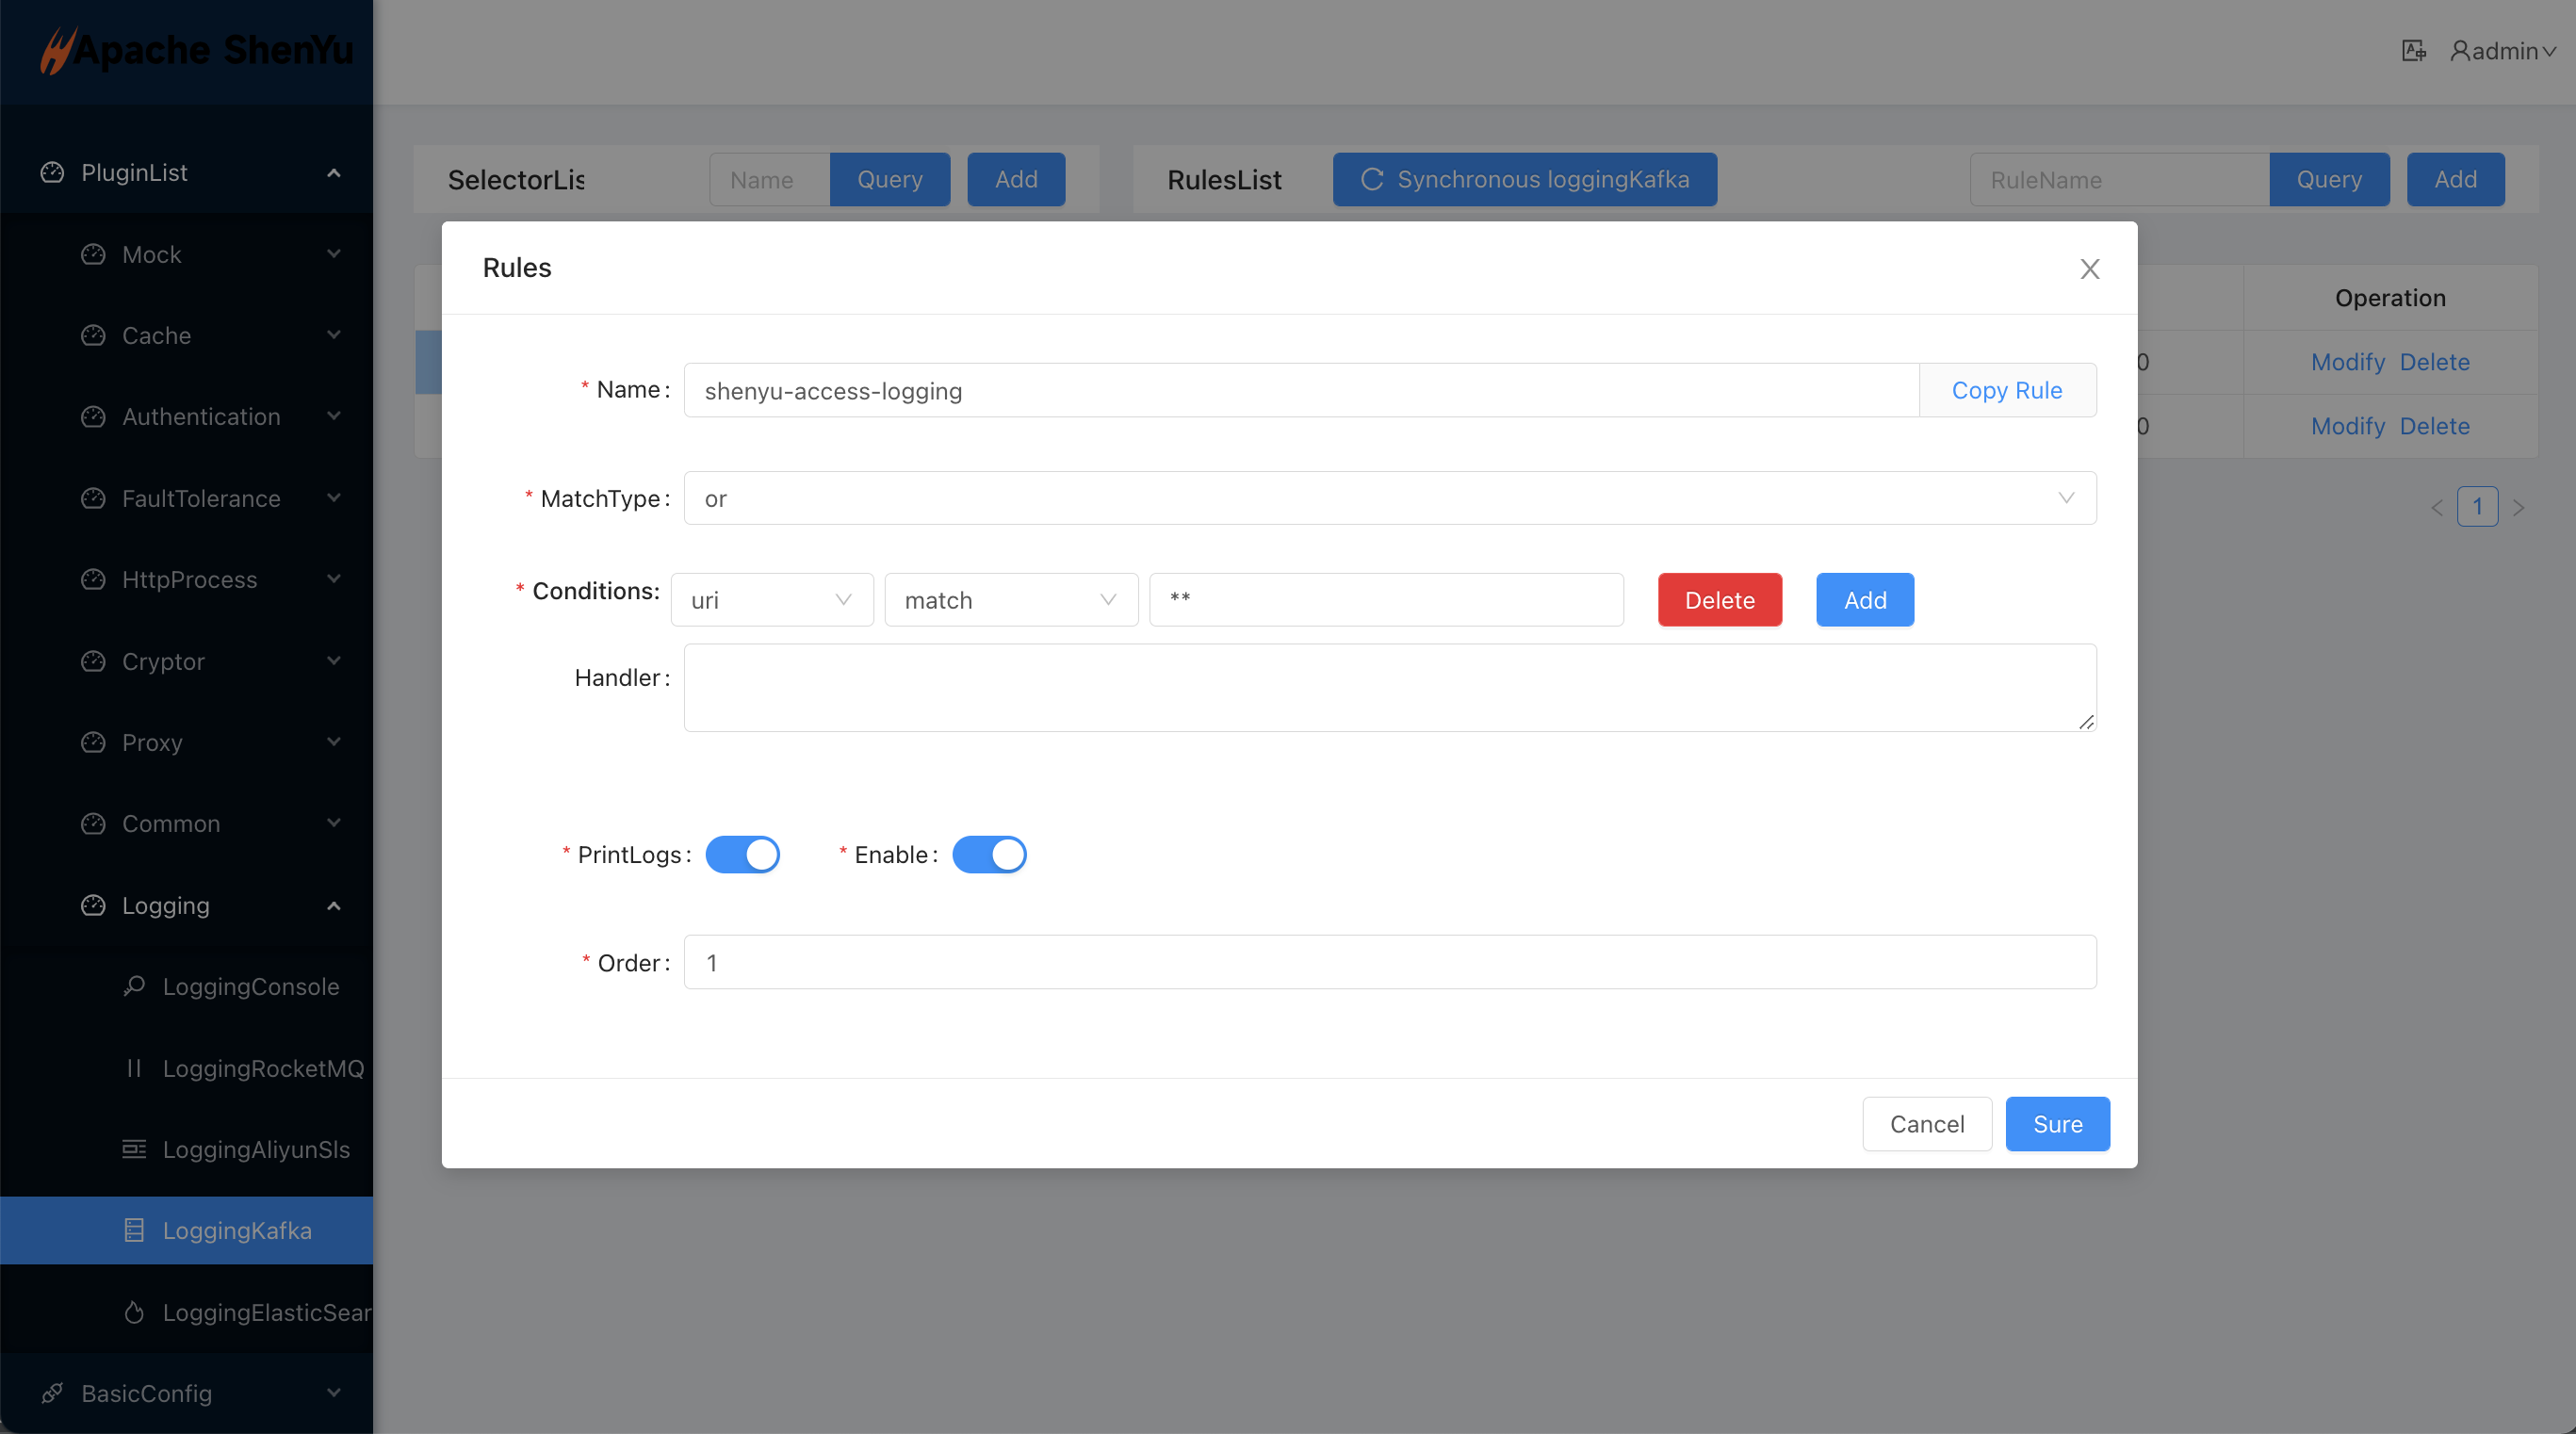 Apache ShenYu
admin
PluginList
Mock
Cache
Authentication
FaultTolerance
HttpProcess
Cryptor
Proxy
Common
Logging
LoggingConsole
LoggingRocketMQ
LoggingAliyunSls
LoggingKafka
LoggingElasticSear
BasicConfig
SelectorLis
Name Query Add
RulesList
Synchronous loggingKafka
RuleName Query Add
Operation
0 Modify Delete
0 Modify Delete
1
Rules
* Name: shenyu-access-logging Copy Rule
* MatchType: or
* Conditions: uri match ** Delete Add
Handler:
* PrintLogs: * Enable:
* Order: 1
Cancel Sure